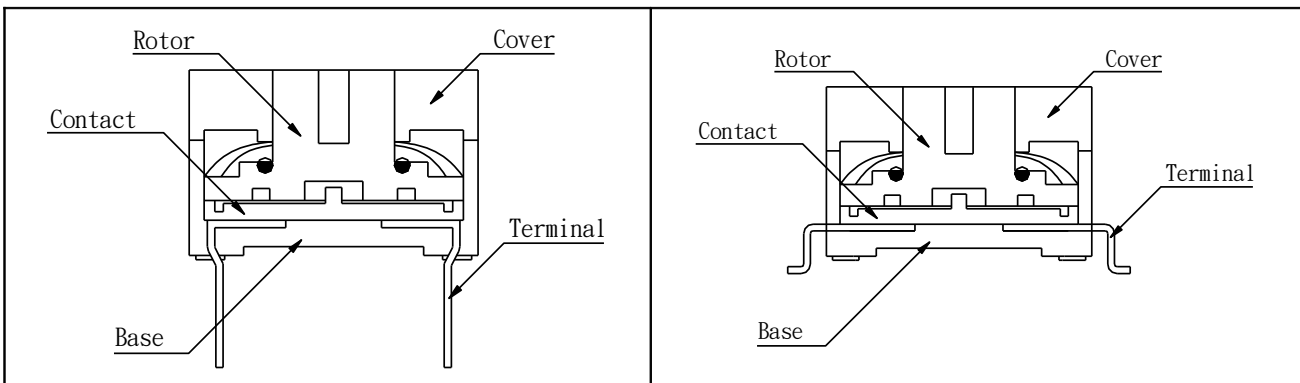 Rotor
Cover
Contact
Terminal
Base
Rotor
Cover
Contact
Terminal
Base